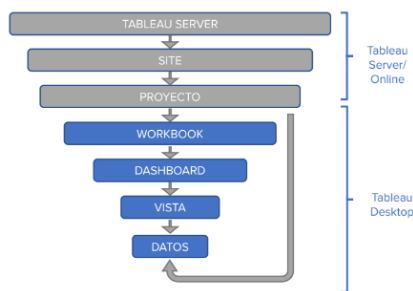 TABLEAU SERVER
SITE
PROYECTO
WORKBOOK
DASHBOARD
VISTA
DATOS
Tableau
Server/
Online
Tableau
Desktop